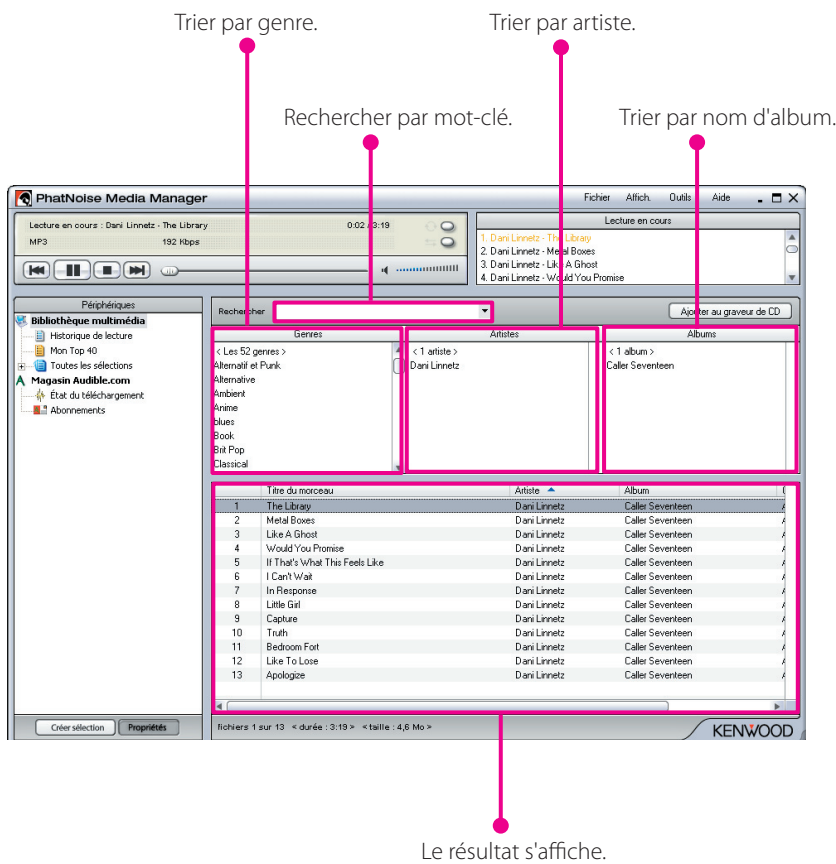 Trier par genre.
Trier par artiste.
Rechercher par mot-clé.
Trier par nom d'album.
PhatNoise Media Manager
Fichier Affich. Outils Aide
Lecture en cours : Dani Linnetz - The Library 0:02 / 3:19
MP3 192 Kbps
Lecture en cours
1. Dani Linnetz - The Library
2. Dani Linnetz - Metal Boxes
3. Dani Linnetz - Like A Ghost
4. Dani Linnetz - Would You Promise
Périphériques
Bibliothèque multimédia
Historique de lecture
Mon Top 40
Toutes les sélections
Magasin Audible.com
État du téléchargement
Abonnements
Rechercher
Ajouter au graveur de CD
Genres Artistes Albums
< Les 52 genres > < 1 artiste > < 1 album >
Alternatif et Punk Dani Linnetz Caller Seventeen
Alternative
Ambient
Anime
blues
Book
Brit Pop
Classical
Titre du morceau Artiste Album
1 The Library Dani Linnetz Caller Seventeen
2 Metal Boxes Dani Linnetz Caller Seventeen
3 Like A Ghost Dani Linnetz Caller Seventeen
4 Would You Promise Dani Linnetz Caller Seventeen
5 If That's What This Feels Like Dani Linnetz Caller Seventeen
6 I Can't Wait Dani Linnetz Caller Seventeen
7 In Response Dani Linnetz Caller Seventeen
8 Little Girl Dani Linnetz Caller Seventeen
9 Capture Dani Linnetz Caller Seventeen
10 Truth Dani Linnetz Caller Seventeen
11 Bedroom Fort Dani Linnetz Caller Seventeen
12 Like To Lose Dani Linnetz Caller Seventeen
13 Apologize Dani Linnetz Caller Seventeen
Créer sélection Propriétés
fichiers 1 sur 13 < durée : 3:19 > < taille : 4,6 Mo >
KENWOOD
Le résultat s'affiche.